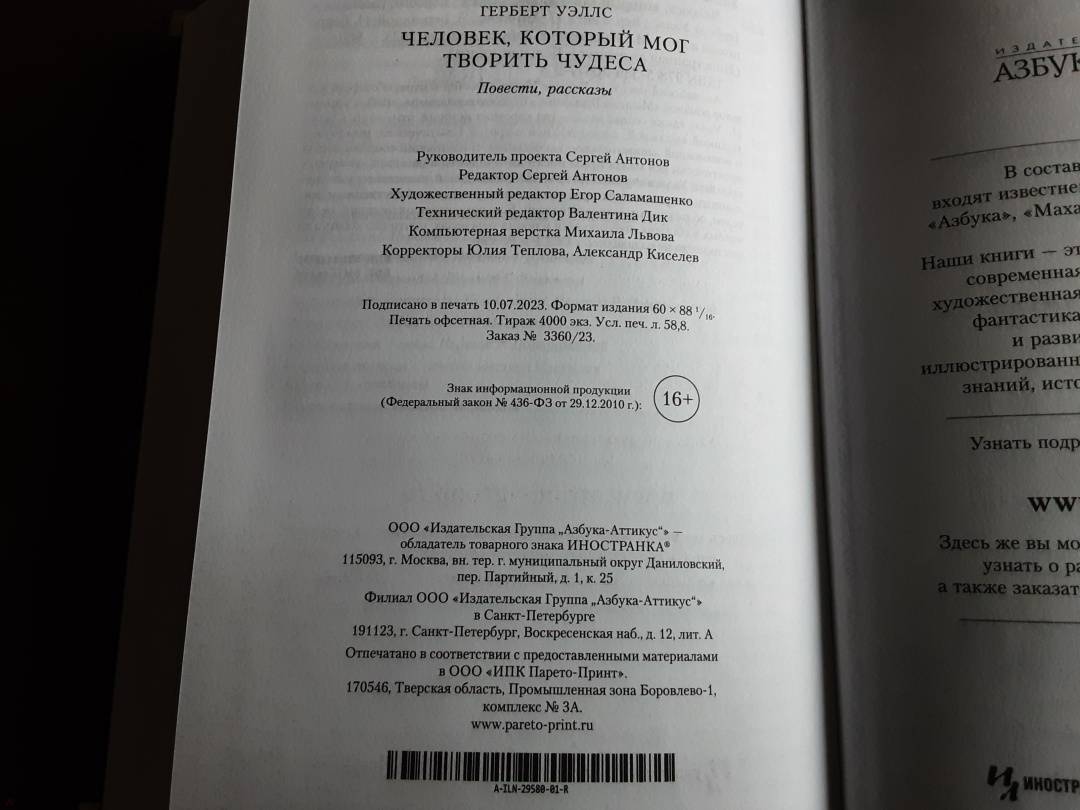 ГЕРБЕРТ УЭЛЛС
ЧЕЛОВЕК, КОТОРЫЙ МОГ
ТВОРИТЬ ЧУДЕСА
Повести, рассказы
Руководитель проекта Сергей Антонов
Редактор Сергей Антонов
Художественный редактор Егор Саламашенко
Технический редактор Валентина Дик
Компьютерная верстка Михаила Львова
Корректоры Юлия Теплова, Александр Киселев
Подписано в печать 10.07.2023. Формат издания 60 × 88 1/16.
Печать офсетная. Тираж 4000 экз. Усл. печ. л. 58,8.
Заказ № 3360/23.
Знак информационной продукции
(Федеральный закон № 436-ФЗ от 29.12.2010 г.):
16+
ООО «Издательская Группа „Азбука-Аттикус“» —
обладатель товарного знака ИНОСТРАНКА®
115093, г. Москва, вн. тер. г. муниципальный округ Даниловский,
пер. Партийный, д. 1, к. 25
Филиал ООО «Издательская Группа „Азбука-Аттикус“»
в Санкт-Петербурге
191123, г. Санкт-Петербург, Воскресенская наб., д. 12, лит. А
Отпечатано в соответствии с предоставленными материалами
в ООО «ИПК Парето-Принт».
170546, Тверская область, Промышленная зона Боровлево-1,
комплекс № 3А.
www.pareto-print.ru
A-ILN-29580-01-R
ИЗДАТЕ
АЗБУК
В состав
входят известне
«Азбука», «Маха
Наши книги — эт
современная
художественная
фантастика
и разви
иллюстрированн
знаний, исто
Узнать подр
ww
Здесь же вы мо
узнать о ра
а также заказат
ИЛ ИНОСТР